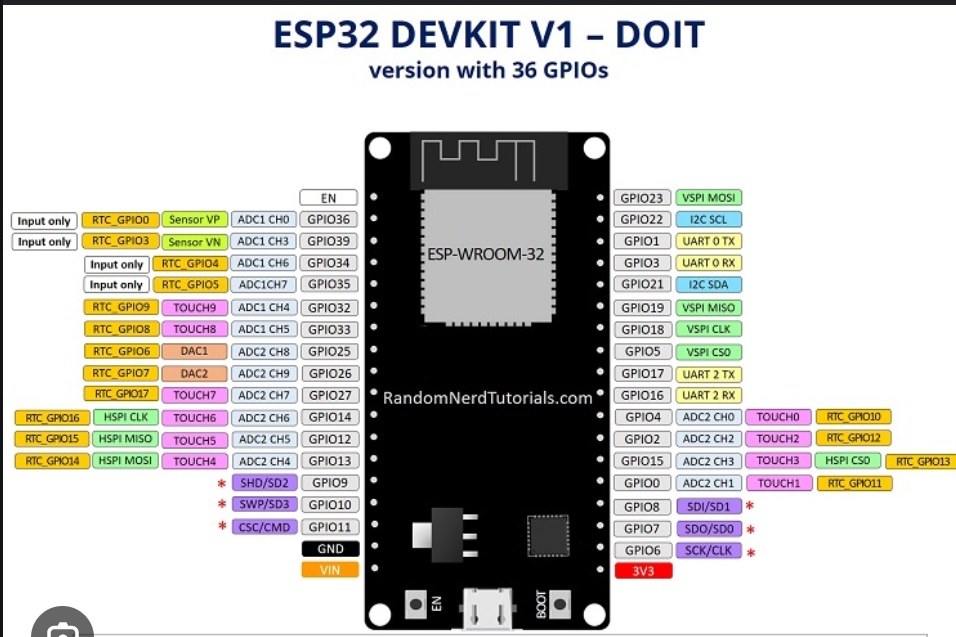 ESP32 DEVKIT V1 – DOIT
version with 36 GPIOs
EN
Input only RTC_GPIO0 Sensor VP ADC1 CH0 GPIO36
Input only RTC_GPIO3 Sensor VN ADC1 CH3 GPIO39
Input only RTC_GPIO4 ADC1 CH6 GPIO34
Input only RTC_GPIO5 ADC1CH7 GPIO35
RTC_GPIO9 TOUCH9 ADC1 CH4 GPIO32
RTC_GPIO8 TOUCH8 ADC1 CH5 GPIO33
RTC_GPIO6 DAC1 ADC2 CH8 GPIO25
RTC_GPIO7 DAC2 ADC2 CH9 GPIO26
RTC_GPIO17 TOUCH7 ADC2 CH7 GPIO27
RTC_GPIO16 HSPI CLK TOUCH6 ADC2 CH6 GPIO14
RTC_GPIO15 HSPI MISO TOUCH5 ADC2 CH5 GPIO12
RTC_GPIO14 HSPI MOSI TOUCH4 ADC2 CH4 GPIO13
* SHD/SD2 GPIO9
* SWP/SD3 GPIO10
* CSC/CMD GPIO11
GND
VIN
ESP-WROOM-32
RandomNerdTutorials.com
EN
BOOT
GPIO23 VSPI MOSI
GPIO22 I2C SCL
GPIO1 UART 0 TX
GPIO3 UART 0 RX
GPIO21 I2C SDA
GPIO19 VSPI MISO
GPIO18 VSPI CLK
GPIO5 VSPI CS0
GPIO17 UART 2 TX
GPIO16 UART 2 RX
GPIO4 ADC2 CH0 TOUCH0 RTC_GPIO10
GPIO2 ADC2 CH2 TOUCH2 RTC_GPIO12
GPIO15 ADC2 CH3 TOUCH3 HSPI CS0 RTC_GPIO13
GPIO0 ADC2 CH1 TOUCH1 RTC_GPIO11
GPIO8 SDI/SD1 *
GPIO7 SDO/SD0 *
GPIO6 SCK/CLK *
3V3